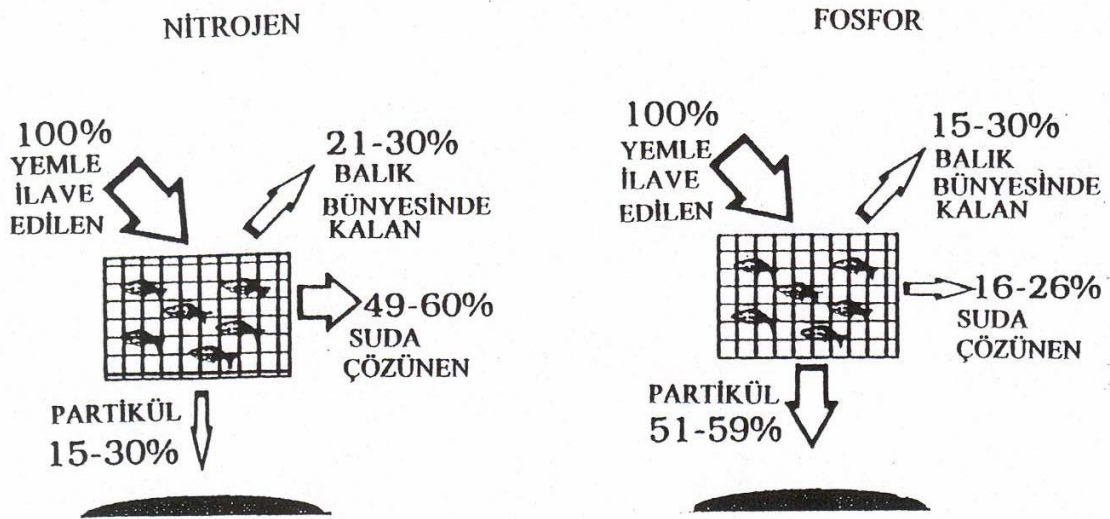 NİTROJEN
100%
YEMLE
İLAVE
EDİLEN
21-30%
BALIK
BÜNYESİNDE
KALAN
49-60%
SUDA
ÇÖZÜNEN
PARTİKÜL
15-30%
FOSFOR
100%
YEMLE
İLAVE
EDİLEN
15-30%
BALIK
BÜNYESİNDE
KALAN
16-26%
SUDA
ÇÖZÜNEN
PARTİKÜL
51-59%